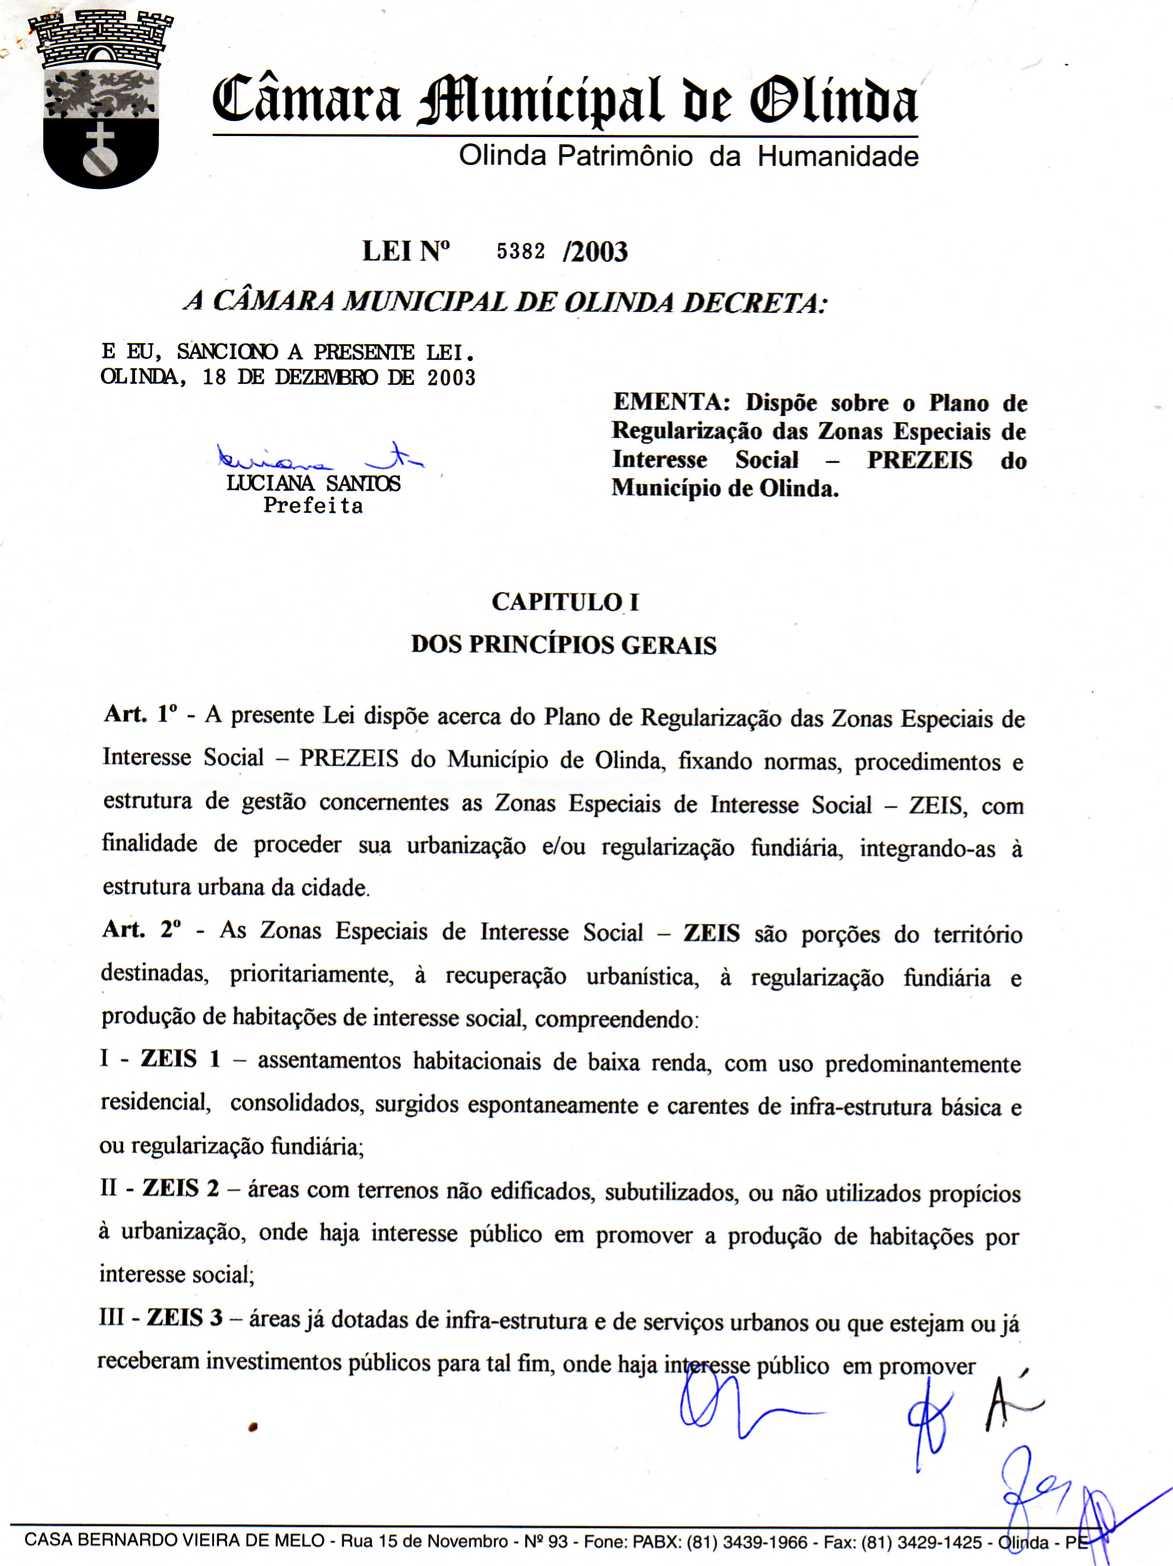 Câmara Municipal de Olinda
Olinda Patrimônio da Humanidade
LEI Nº 5382 /2003
A CÂMARA MUNICIPAL DE OLINDA DECRETA:
E EU, SANCIONO A PRESENTE LEI.
OLINDA, 18 DE DEZEMBRO DE 2003
EMENTA: Dispõe sobre o Plano de
Regularização das Zonas Especiais de
Interesse Social – PREZEIS do
Município de Olinda.
LUCIANA SANTOS
Prefeita
CAPITULO I
DOS PRINCÍPIOS GERAIS
Art. 1º - A presente Lei dispõe acerca do Plano de Regularização das Zonas Especiais de
Interesse Social – PREZEIS do Município de Olinda, fixando normas, procedimentos e
estrutura de gestão concernentes as Zonas Especiais de Interesse Social – ZEIS, com
finalidade de proceder sua urbanização e/ou regularização fundiária, integrando-as à
estrutura urbana da cidade.
Art. 2º - As Zonas Especiais de Interesse Social – ZEIS são porções do território
destinadas, prioritariamente, à recuperação urbanística, à regularização fundiária e
produção de habitações de interesse social, compreendendo:
I - ZEIS 1 – assentamentos habitacionais de baixa renda, com uso predominantemente
residencial, consolidados, surgidos espontaneamente e carentes de infra-estrutura básica e
ou regularização fundiária;
II - ZEIS 2 – áreas com terrenos não edificados, subutilizados, ou não utilizados propícios
à urbanização, onde haja interesse público em promover a produção de habitações por
interesse social;
III - ZEIS 3 – áreas já dotadas de infra-estrutura e de serviços urbanos ou que estejam ou já
receberam investimentos públicos para tal fim, onde haja interesse público em promover
CASA BERNARDO VIEIRA DE MELO - Rua 15 de Novembro - Nº 93 - Fone: PABX: (81) 3439-1966 - Fax: (81) 3429-1425 - Olinda - PE